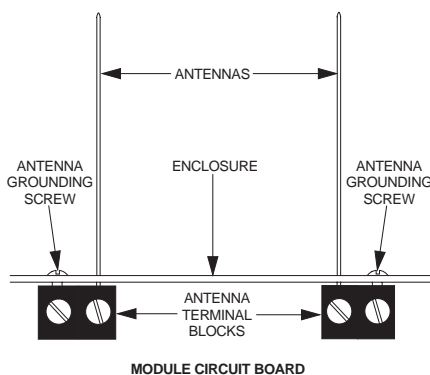 ANTENNAS
ANTENNA
GROUNDING
SCREW
ENCLOSURE
ANTENNA
GROUNDING
SCREW
ANTENNA
TERMINAL
BLOCKS
MODULE CIRCUIT BOARD